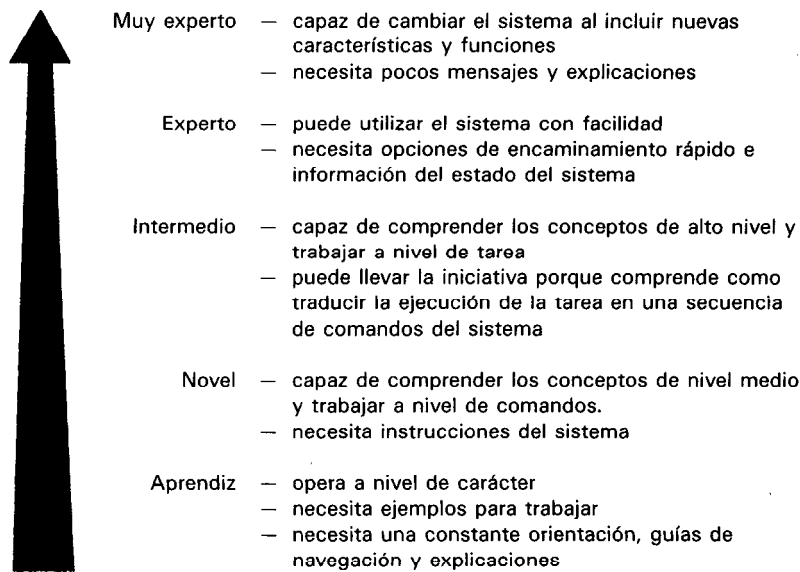 Muy experto — capaz de cambiar el sistema al incluir nuevas
características y funciones
— necesita pocos mensajes y explicaciones
Experto — puede utilizar el sistema con facilidad
— necesita opciones de encaminamiento rápido e
información del estado del sistema
Intermedio — capaz de comprender los conceptos de alto nivel y
trabajar a nivel de tarea
— puede llevar la iniciativa porque comprende como
traducir la ejecución de la tarea en una secuencia
de comandos del sistema
Novel — capaz de comprender los conceptos de nivel medio
y trabajar a nivel de comandos.
— necesita instrucciones del sistema
Aprendiz — opera a nivel de carácter
— necesita ejemplos para trabajar
— necesita una constante orientación, guías de
navegación y explicaciones